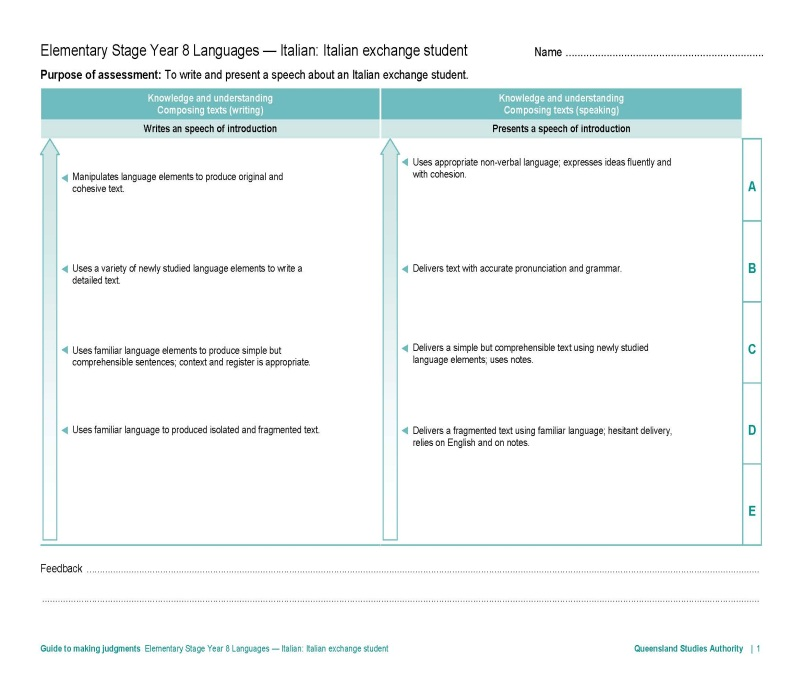 Elementary Stage Year 8 Languages — Italian: Italian exchange student
Name ................................................................
Purpose of assessment: To write and present a speech about an Italian exchange student.
Knowledge and understanding
Composing texts (writing)
Knowledge and understanding
Composing texts (speaking)
Writes an speech of introduction
Presents a speech of introduction
Manipulates language elements to produce original and
cohesive text.
Uses appropriate non-verbal language; expresses ideas fluently and
with cohesion.
A
Uses a variety of newly studied language elements to write a
detailed text.
Delivers text with accurate pronunciation and grammar.
B
Uses familiar language elements to produce simple but
comprehensible sentences; context and register is appropriate.
Delivers a simple but comprehensible text using newly studied
language elements; uses notes.
C
Uses familiar language to produced isolated and fragmented text.
Delivers a fragmented text using familiar language; hesitant delivery,
relies on English and on notes.
D
E
Feedback ................................................................
Guide to making judgments Elementary Stage Year 8 Languages — Italian: Italian exchange student
Queensland Studies Authority | 1